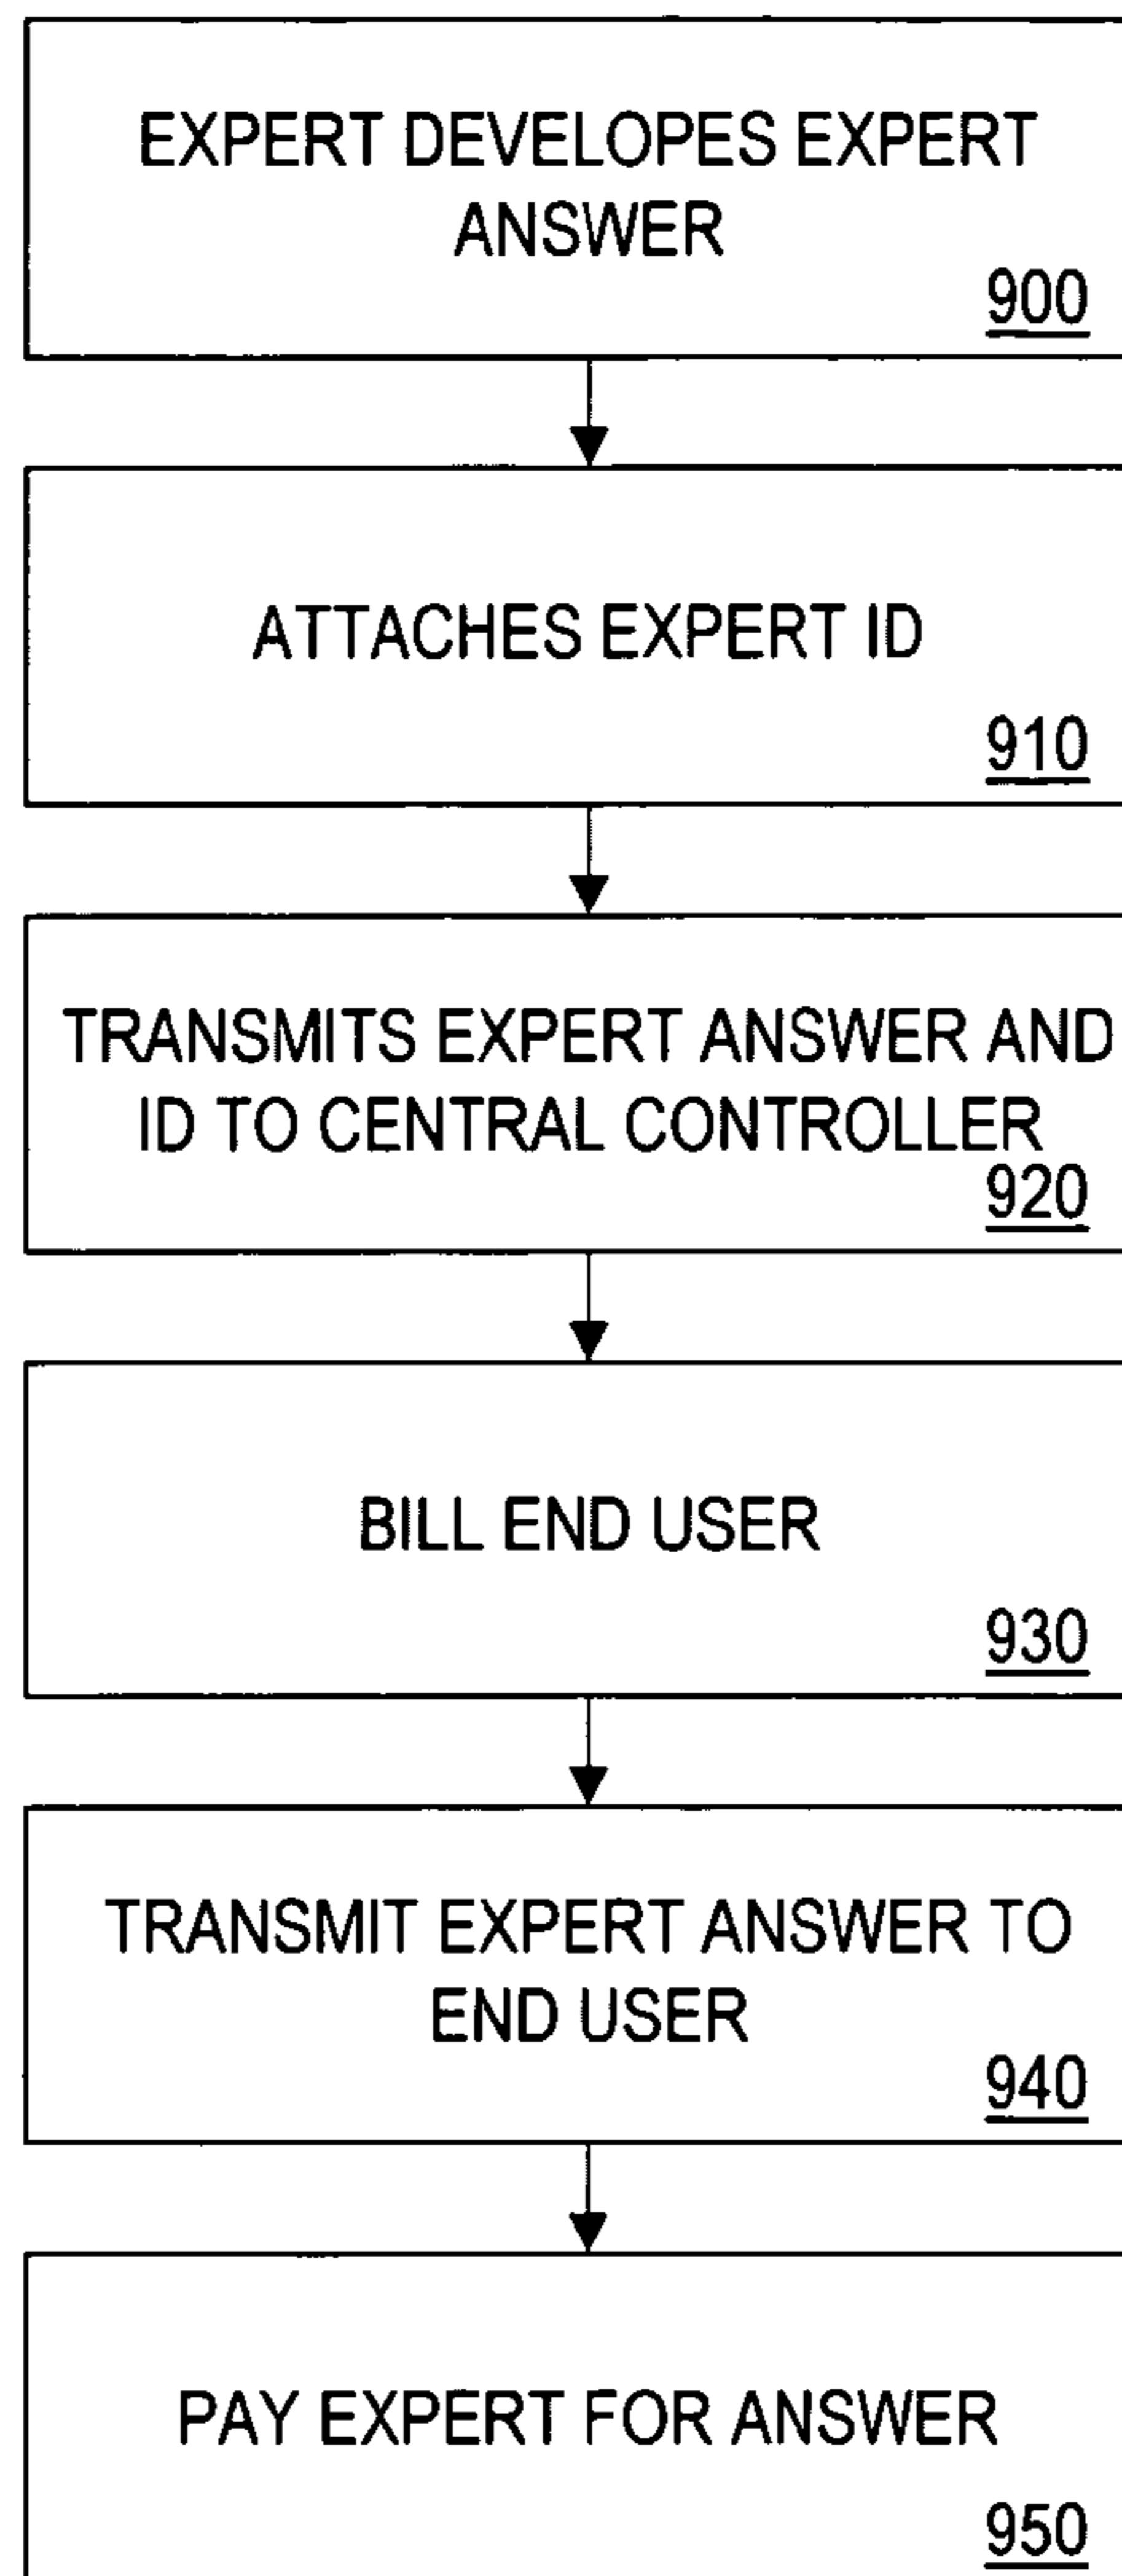 EXPERT DEVELOPES EXPERT
ANSWER
900
ATTACHES EXPERT ID
910
TRANSMITS EXPERT ANSWER AND
ID TO CENTRAL CONTROLLER
920
BILL END USER
930
TRANSMIT EXPERT ANSWER TO
END USER
940
PAY EXPERT FOR ANSWER
950